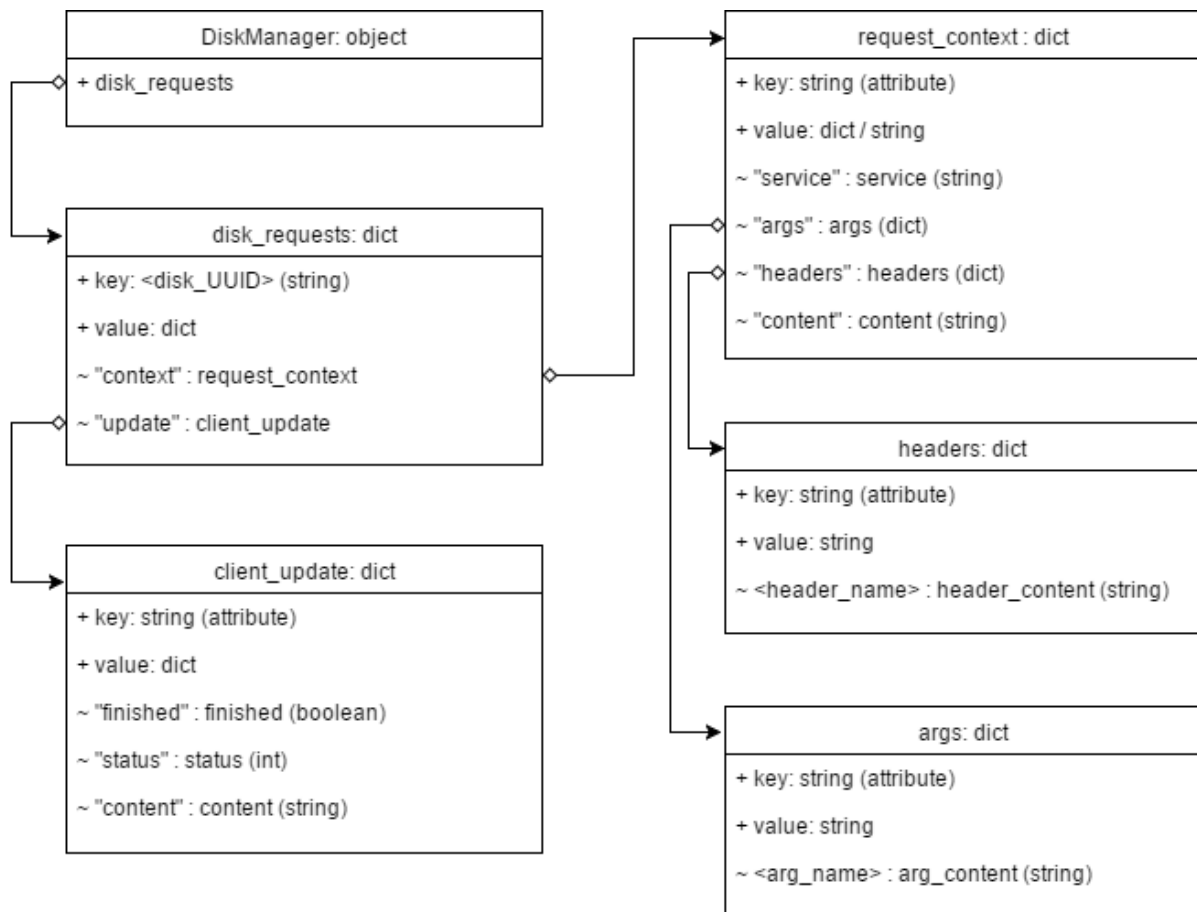 DiskManager: object
+ disk_requests
disk_requests: dict
+ key: <disk_UUID> (string)
+ value: dict
~ "context" : request_context
~ "update" : client_update
client_update: dict
+ key: string (attribute)
+ value: dict
~ "finished" : finished (boolean)
~ "status" : status (int)
~ "content" : content (string)
request_context : dict
+ key: string (attribute)
+ value: dict / string
~ "service" : service (string)
~ "args" : args (dict)
~ "headers" : headers (dict)
~ "content" : content (string)
headers: dict
+ key: string (attribute)
+ value: string
~ <header_name> : header_content (string)
args: dict
+ key: string (attribute)
+ value: string
~ <arg_name> : arg_content (string)